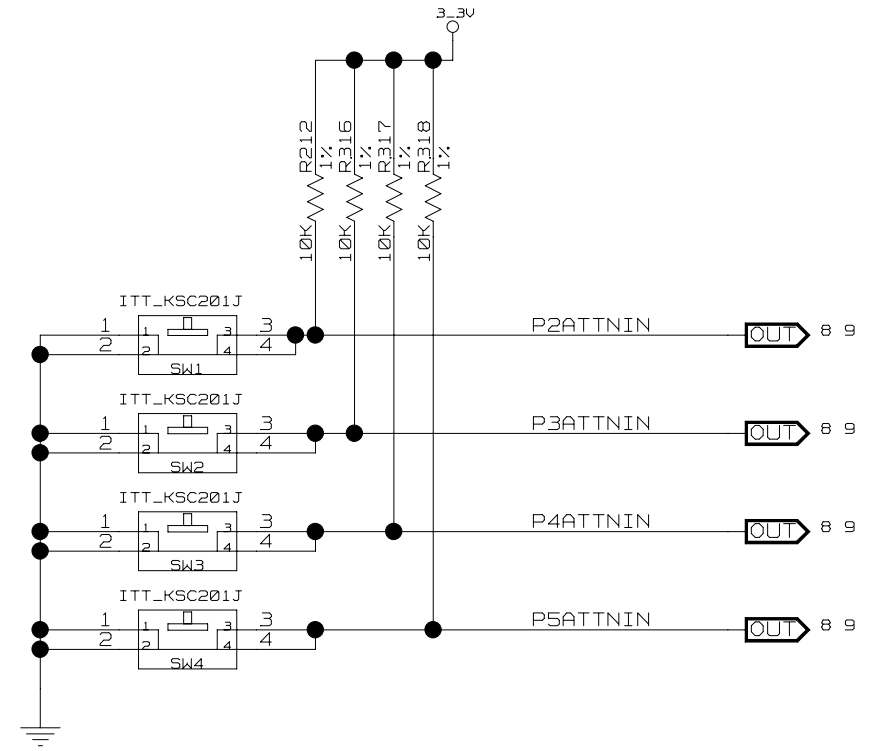 3_3V
R212 1% 10K
R316 1% 10K
R317 1% 10K
R318 1% 10K
ITT_KSC201J
1 1 3 3 P2ATTNIN OUT 8 9
2 2 4 4
SW1
ITT_KSC201J
1 1 3 3 P3ATTNIN OUT 8 9
2 2 4 4
SW2
ITT_KSC201J
1 1 3 3 P4ATTNIN OUT 8 9
2 2 4 4
SW3
ITT_KSC201J
1 1 3 3 P5ATTNIN OUT 8 9
2 2 4 4
SW4